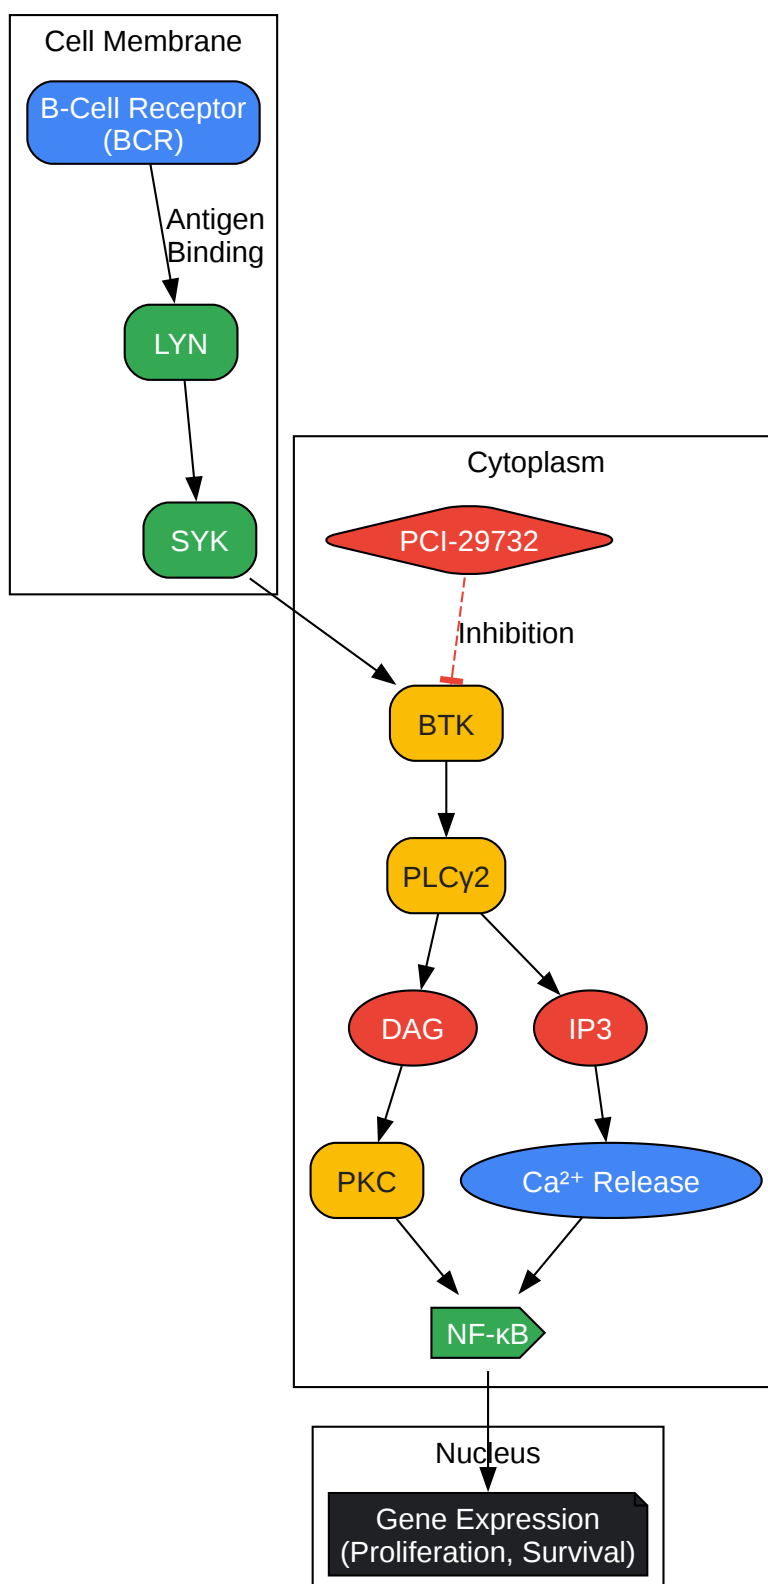 Cell Membrane
B-Cell Receptor
(BCR)
Antigen
Binding
LYN
SYK
Cytoplasm
PCI-29732
Inhibition
BTK
PLCγ2
DAG
IP3
PKC
Ca²⁺ Release
NF-κB
Nucleus
Gene Expression
(Proliferation, Survival)